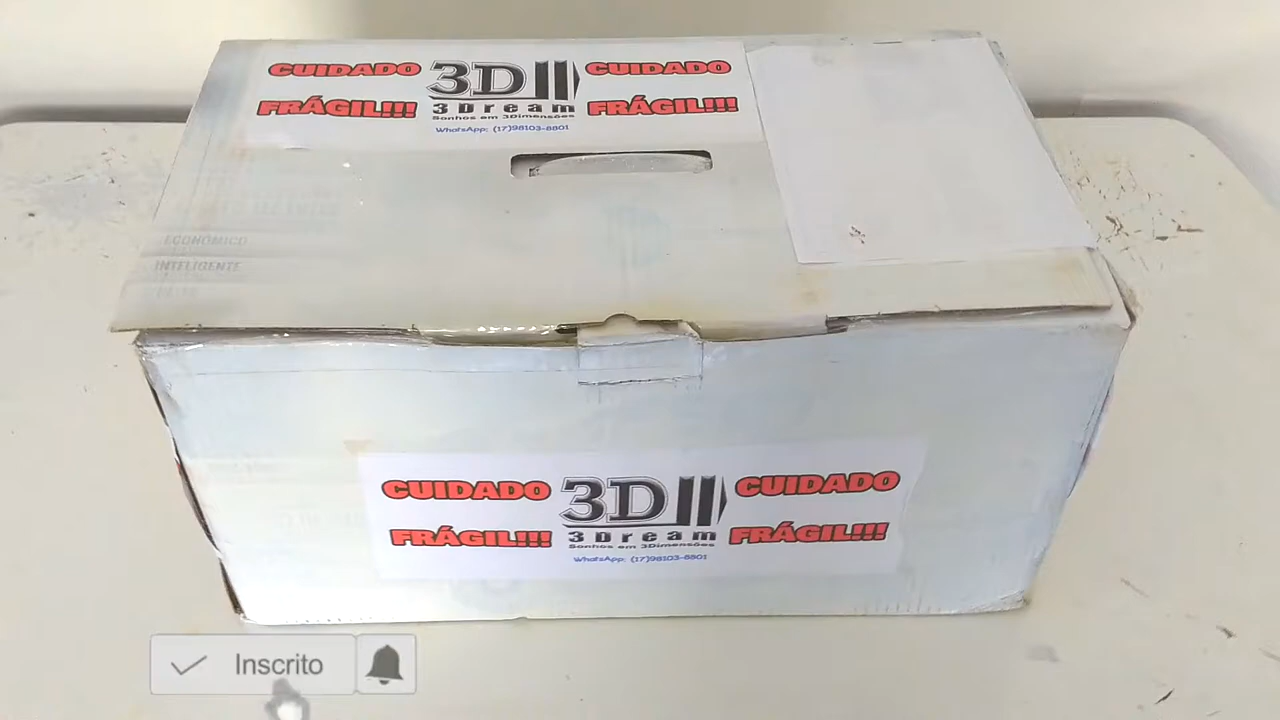 CUIDADO 3D CUIDADO
FRÁGIL!!! 3Dream FRÁGIL!!!
Sonhos em 3Dimensões
WhatsApp: (17)98103-8801
ECONÔMICO
INTELIGENTE
CUIDADO 3D CUIDADO
FRÁGIL!!! 3Dream FRÁGIL!!!
Sonhos em 3Dimensões
WhatsApp: (17)98103-8801
Inscrito